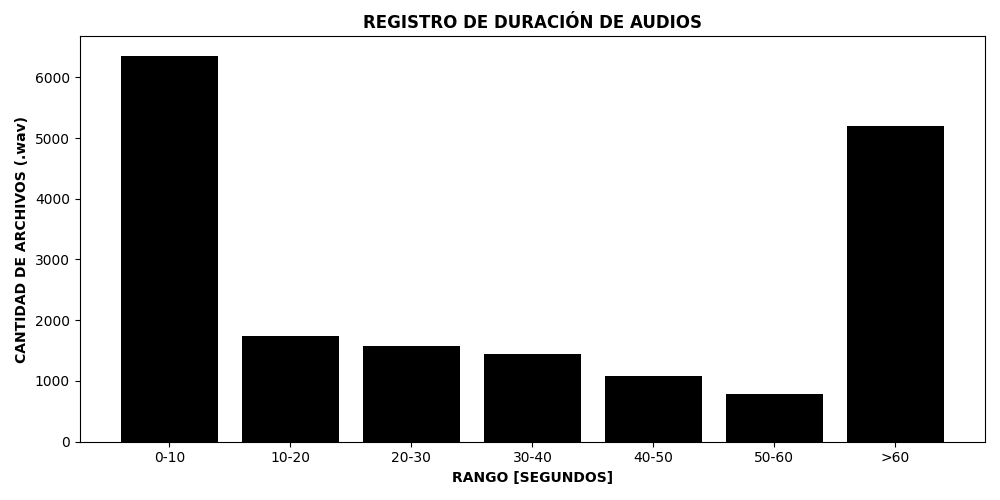 REGISTRO DE DURACIÓN DE AUDIOS
CANTIDAD DE ARCHIVOS (.wav)
6000
5000
4000
3000
2000
1000
0
0-10 10-20 20-30 30-40 40-50 50-60 >60
RANGO [SEGUNDOS]